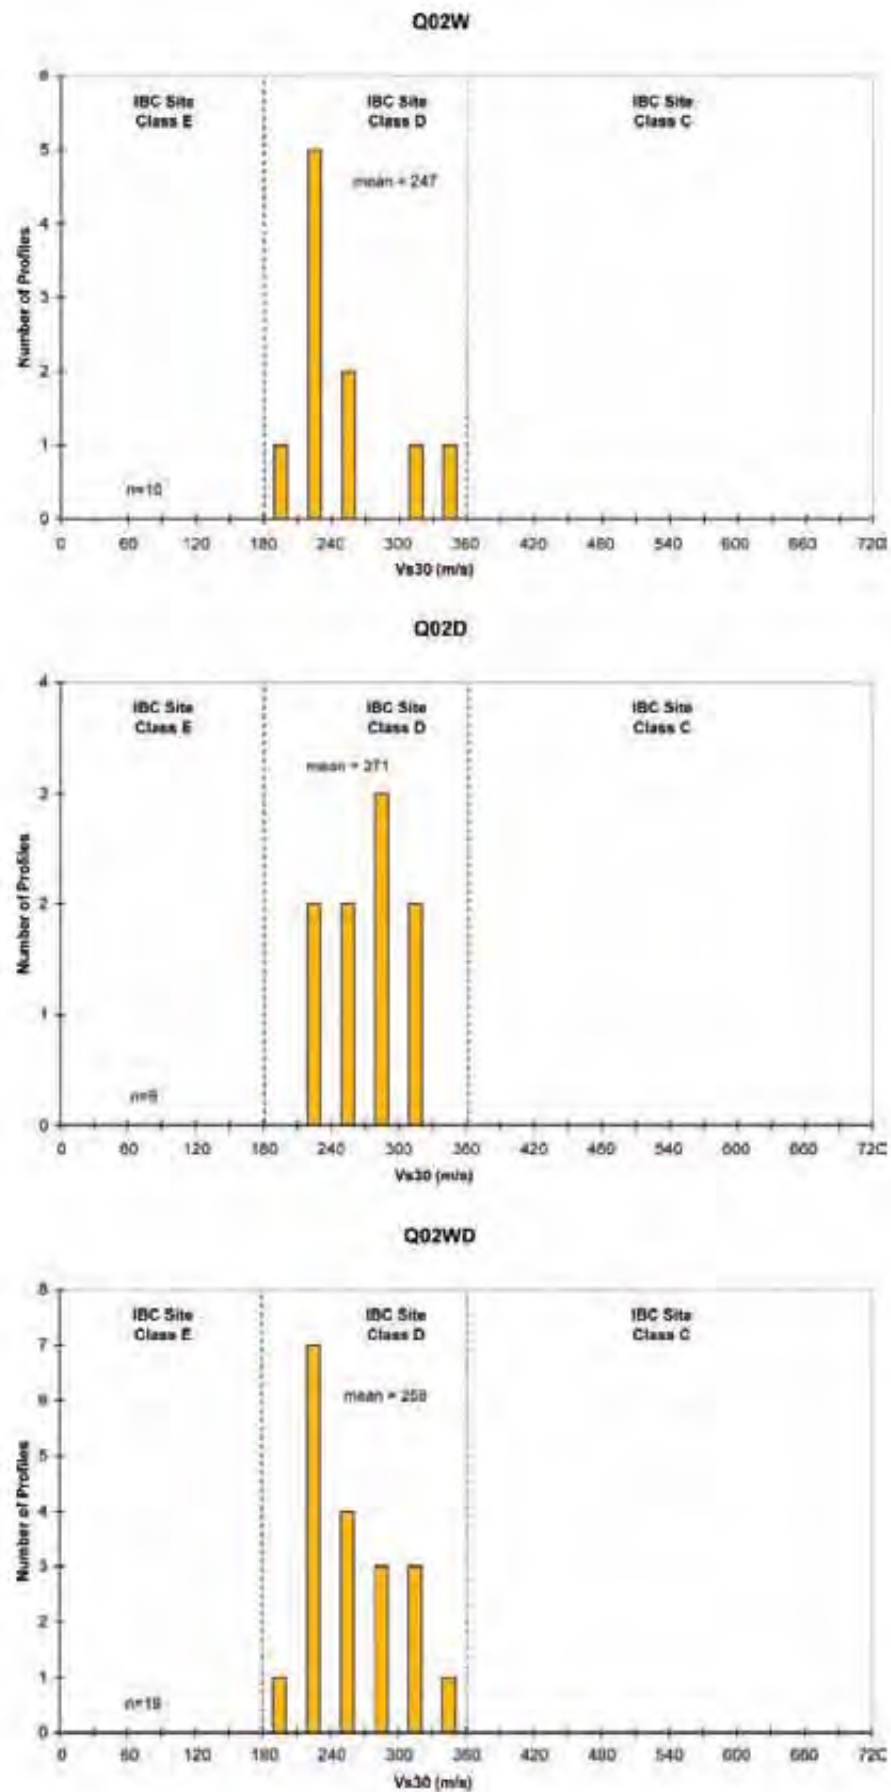 Q02W
6
5
4
3
2
1
0
Number of Profiles
IBC Site
Class E
IBC Site
Class D
IBC Site
Class C
mean = 247
n=10
0 60 120 180 240 300 360 420 480 540 600 660 720
Vs30 (m/s)
Q02D
4
3
2
1
0
Number of Profiles
IBC Site
Class E
IBC Site
Class D
IBC Site
Class C
mean = 271
n=9
0 60 120 180 240 300 360 420 480 540 600 660 720
Vs30 (m/s)
Q02WD
8
7
6
5
4
3
2
1
0
Number of Profiles
IBC Site
Class E
IBC Site
Class D
IBC Site
Class C
mean =
n=19
0 60 120 180 240 300 360 420 480 540 600 660 720
Vs30 (m/s)